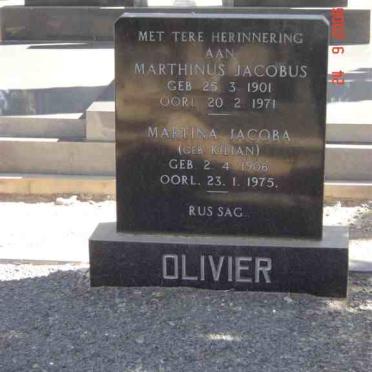 MET TERE HERINNERING
AAN
MARTHINUS JACOBUS
GEB 25 3 1901
OORL 20 2 1971
MARTINA JACOBA
(GEB KILIAN)
GEB. 2. 4. 1906
OORL. 23. 1. 1975.
RUS SAG.
OLIVIER